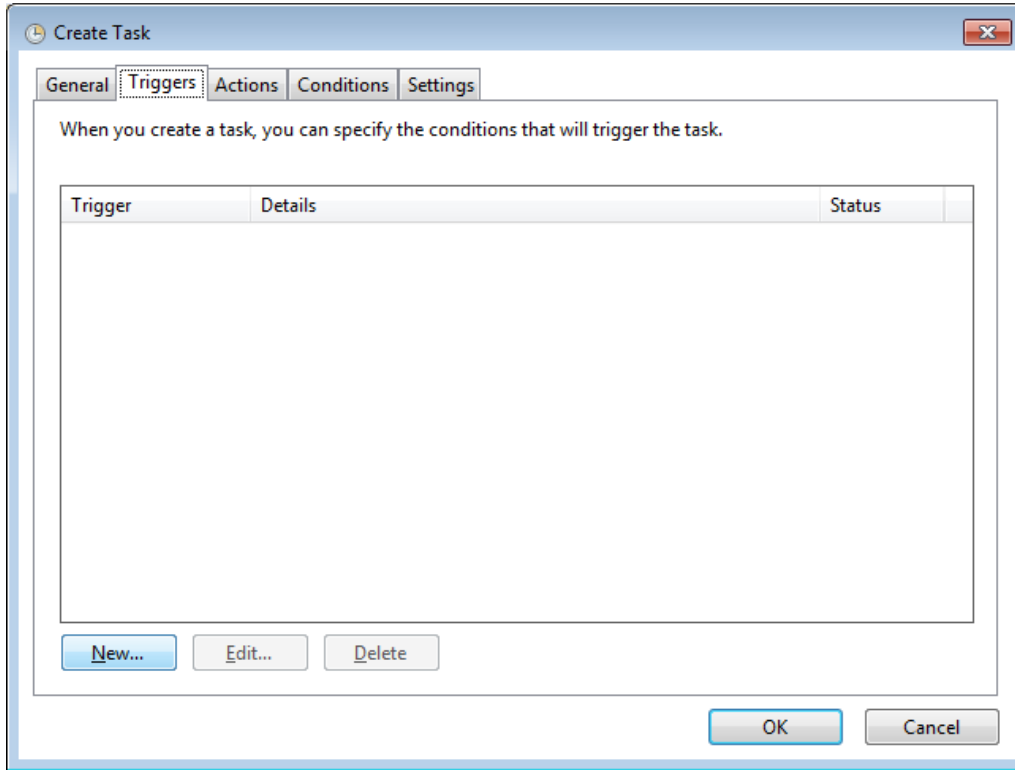 Create Task
General Triggers Actions Conditions Settings
When you create a task, you can specify the conditions that will trigger the task.
Trigger Details Status
New... Edit... Delete
OK Cancel